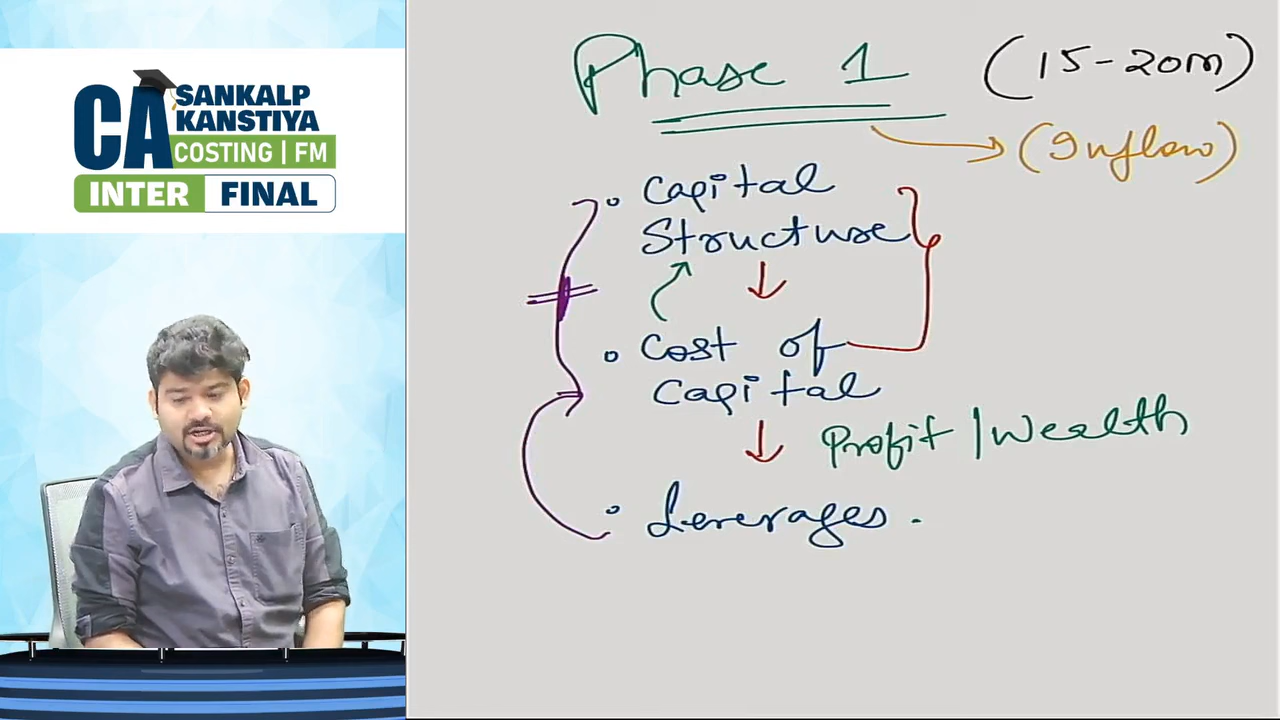 CA SANKALP
KANSTIYA
COSTING | FM
INTER FINAL
Phase 1 (15-20m)
(Inflow)
• Capital
Structure
• Cost of
Capital
Profit / Wealth
• Leverages.